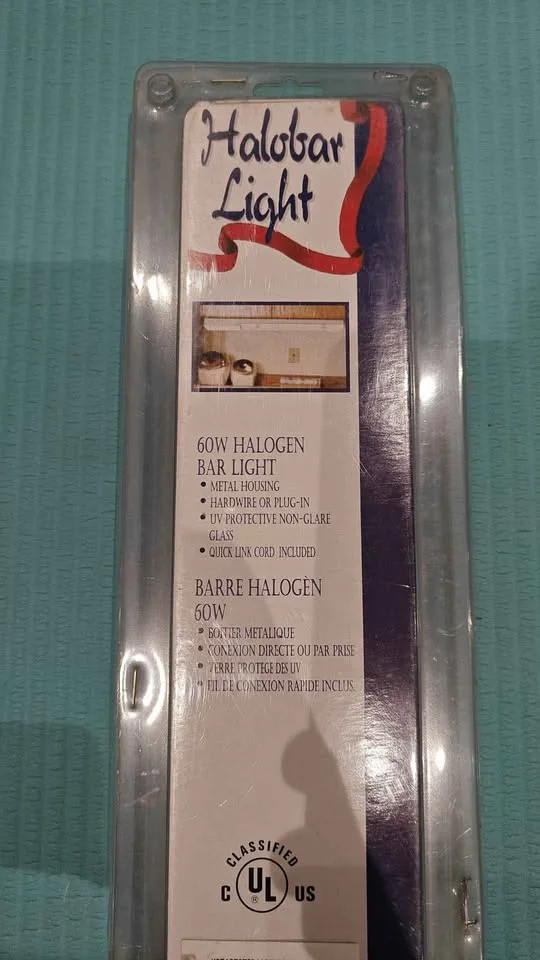 Halobar
Light
60W HALOGEN
BAR LIGHT
• METAL HOUSING
• HARDWIRE OR PLUG-IN
• UV PROTECTIVE NON-GLARE
GLASS
• QUICK LINK CORD INCLUDED
BARRE HALOGÈN
60W
• BOITIER METALIQUE
• CONEXION DIRECTE OU PAR PRISE
• VERRE PROTEGE DES UV
• FIL DE CONEXION RAPIDE INCLUS.
CLASSIFIED
C UL ® US